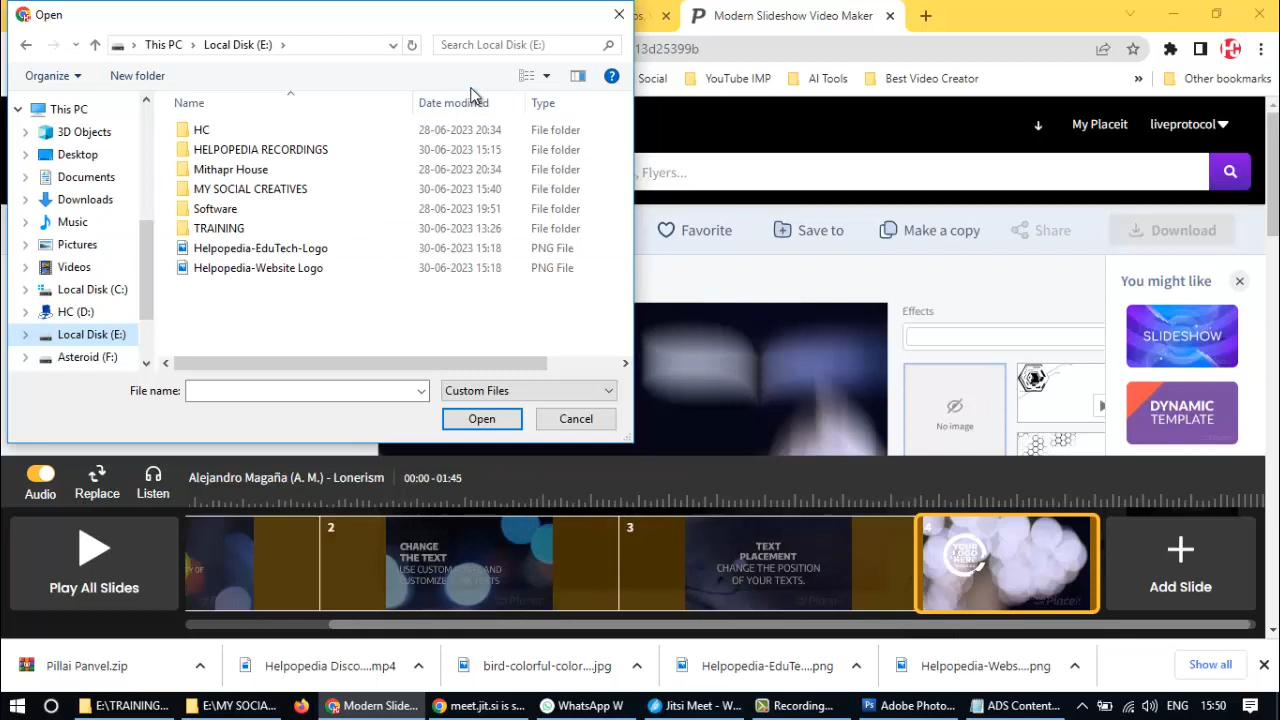 Open
os, v
Modern Slideshow Video Maker
This PC
Local Disk (E:)
Search Local Disk (E:)
13d25399b
Organize
New folder
Social
YouTube IMP
AI Tools
Best Video Creator
»
Other bookmarks
This PC
3D Objects
Desktop
Documents
Downloads
Music
Pictures
Videos
Local Disk (C:)
HC (D:)
Local Disk (E:)
Asteroid (F:)
Name
Date modified
Type
HC
28-06-2023 20:34
File folder
HELPOPEDIA RECORDINGS
30-06-2023 15:15
File folder
Mithapr House
28-06-2023 20:34
File folder
MY SOCIAL CREATIVES
30-06-2023 15:40
File folder
Software
28-06-2023 19:51
File folder
TRAINING
30-06-2023 13:26
File folder
Helpopedia-EduTech-Logo
30-06-2023 15:18
PNG File
Helpopedia-Website Logo
30-06-2023 15:18
PNG File
File name:
Custom Files
Open
Cancel
My Placeit
liveprotocol
, Flyers...
Favorite
Save to
Make a copy
Share
Download
You might like
Effects
SLIDESHOW
DYNAMIC
TEMPLATE
No image
Audio
Replace
Listen
Alejandro Magaña (A. M.) - Lonerism
00:00 - 01:45
Play All Slides
2
CHANGE
THE TEXT
3
TEXT
PLACEMENT
CHANGE THE POSITION
OF YOUR TEXTS.
4
YOUR
LOGO
HERE
Placeit
Add Slide
Pillai Panvel.zip
Helpopedia Disco....mp4
bird-colorful-color....jpg
Helpopedia-EduTe....png
Helpopedia-Webs....png
Show all
E:\TRAINING...
E:\MY SOCIA...
Modern Slide...
meet.jit.si is s...
WhatsApp W
Jitsi Meet - W...
Recording...
Adobe Photo...
ADS Content...
ENG
15:50